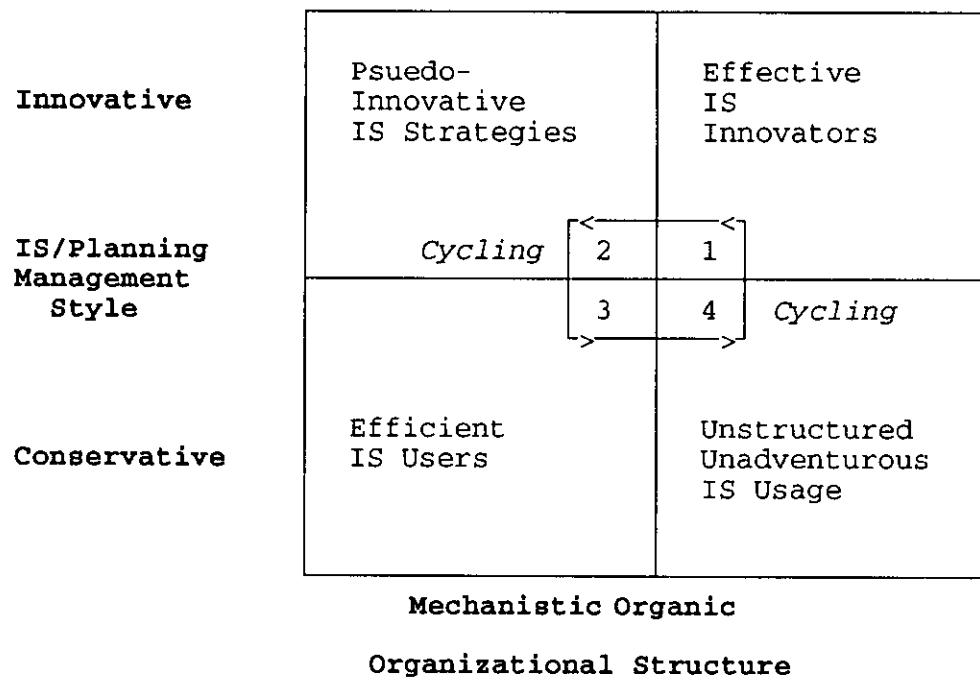 Innovative
Psuedo-
Innovative
IS Strategies
Effective
IS
Innovators
IS/Planning
Management
Style
Cycling
2
1
3
4
Cycling
Conservative
Efficient
IS Users
Unstructured
Unadventurous
IS Usage
Mechanistic Organic
Organizational Structure